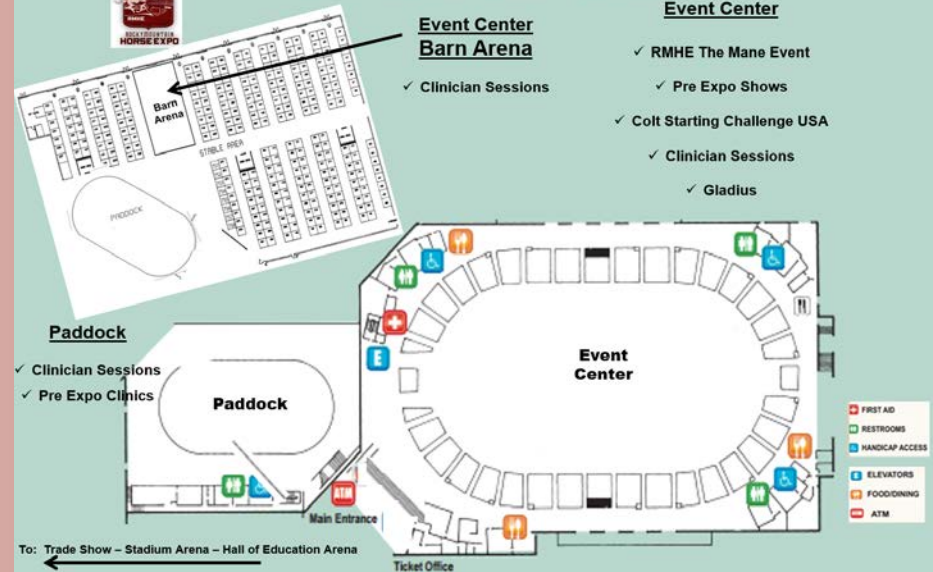 RMHE
ROCKY MOUNTAIN
HORSE EXPO
Event Center
Barn Arena
✓ Clinician Sessions
Event Center
✓ RMHE The Mane Event
✓ Pre Expo Shows
✓ Colt Starting Challenge USA
✓ Clinician Sessions
✓ Gladius
Barn
Arena
STABLE AREA
PADDOCK
Paddock
✓ Clinician Sessions
✓ Pre Expo Clinics
Paddock
E
Event
Center
FIRST AID
RESTROOMS
HANDICAP ACCESS
E ELEVATORS
FOOD/DINING
ATM ATM
ATM
Main Entrance
Ticket Office
To: Trade Show – Stadium Arena – Hall of Education Arena